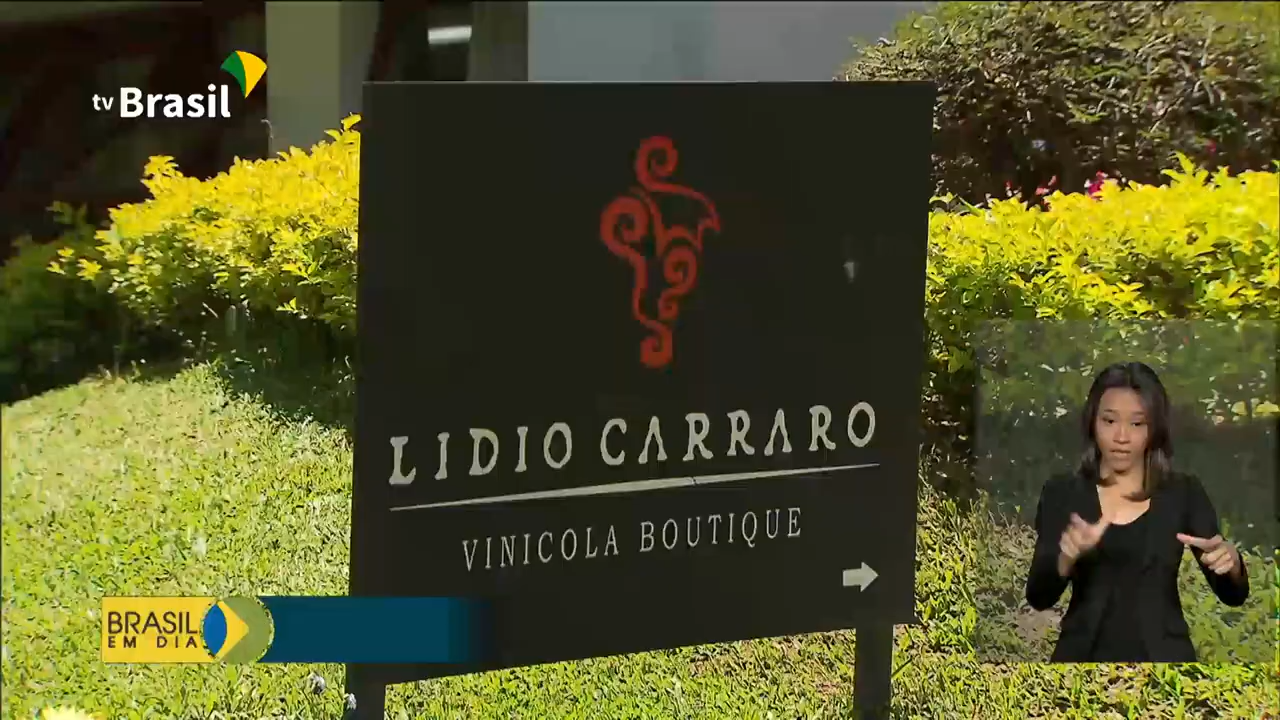 tv Brasil
LIDIO CARRARO
VINICOLA BOUTIQUE
BRASIL
EM DIA